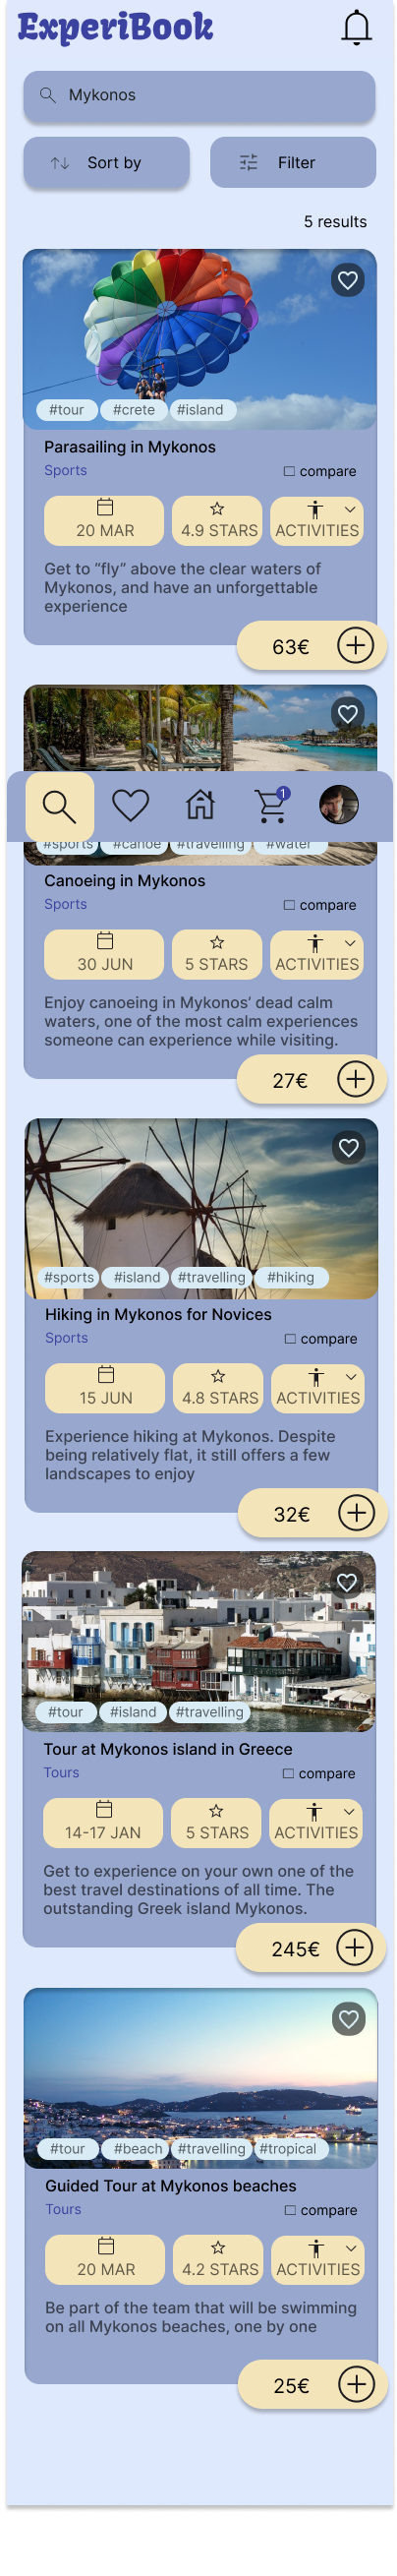 ExperiBook
Mykonos
Sort by
Filter
5 results
#tour #crete #island
Parasailing in Mykonos
Sports
compare
20 MAR
4.9 STARS
ACTIVITIES
Get to “fly” above the clear waters of
Mykonos, and have an unforgettable
experience
63€
1
#sports #canoe #travelling #water
Canoeing in Mykonos
Sports
compare
30 JUN
5 STARS
ACTIVITIES
Enjoy canoeing in Mykonos’ dead calm
waters, one of the most calm experiences
someone can experience while visiting.
27€
#sports #island #travelling #hiking
Hiking in Mykonos for Novices
Sports
compare
15 JUN
4.8 STARS
ACTIVITIES
Experience hiking at Mykonos. Despite
being relatively flat, it still offers a few
landscapes to enjoy
32€
#tour #island #travelling
Tour at Mykonos island in Greece
Tours
compare
14-17 JAN
5 STARS
ACTIVITIES
Get to experience on your own one of the
best travel destinations of all time. The
outstanding Greek island Mykonos.
245€
#tour #beach #travelling #tropical
Guided Tour at Mykonos beaches
Tours
compare
20 MAR
4.2 STARS
ACTIVITIES
Be part of the team that will be swimming
on all Mykonos beaches, one by one
25€